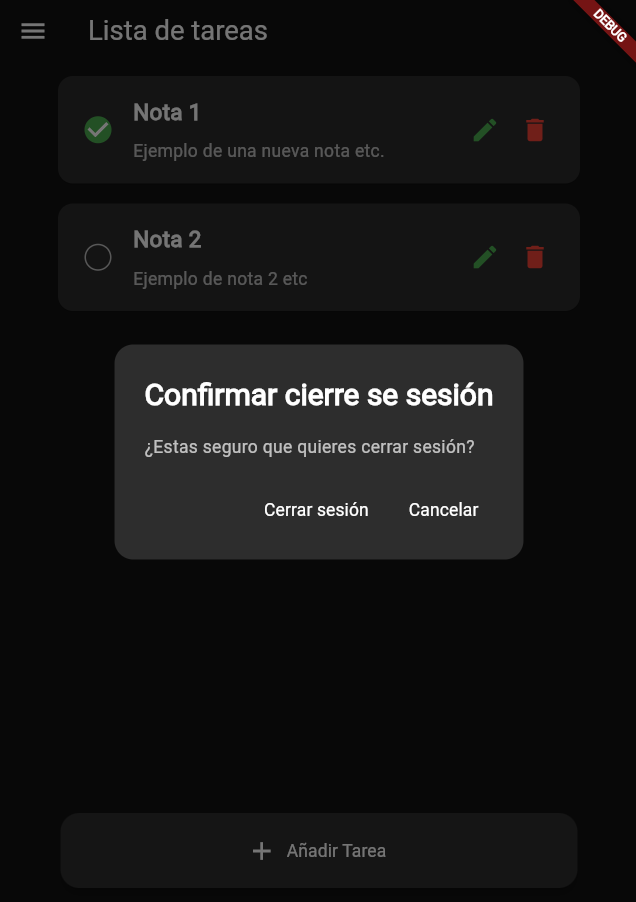 Lista de tareas
DEBUG
Nota 1
Ejemplo de una nueva nota etc.
Nota 2
Ejemplo de nota 2 etc
Confirmar cierre se sesión
¿Estas seguro que quieres cerrar sesión?
Cerrar sesión Cancelar
Añadir Tarea